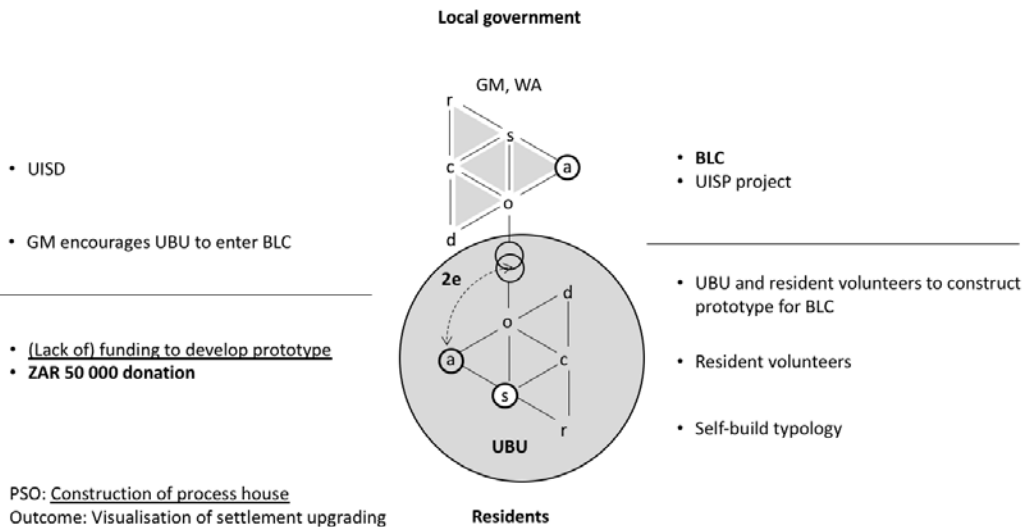 Local government
GM, WA
r
s
c
a
o
d
• UISD
• GM encourages UBU to enter BLC
• BLC
• UISP project
2e
d
o
a
c
s
r
UBU
• (Lack of) funding to develop prototype
• ZAR 50 000 donation
• UBU and resident volunteers to construct
prototype for BLC
• Resident volunteers
• Self-build typology
PSO: Construction of process house
Outcome: Visualisation of settlement upgrading
Residents